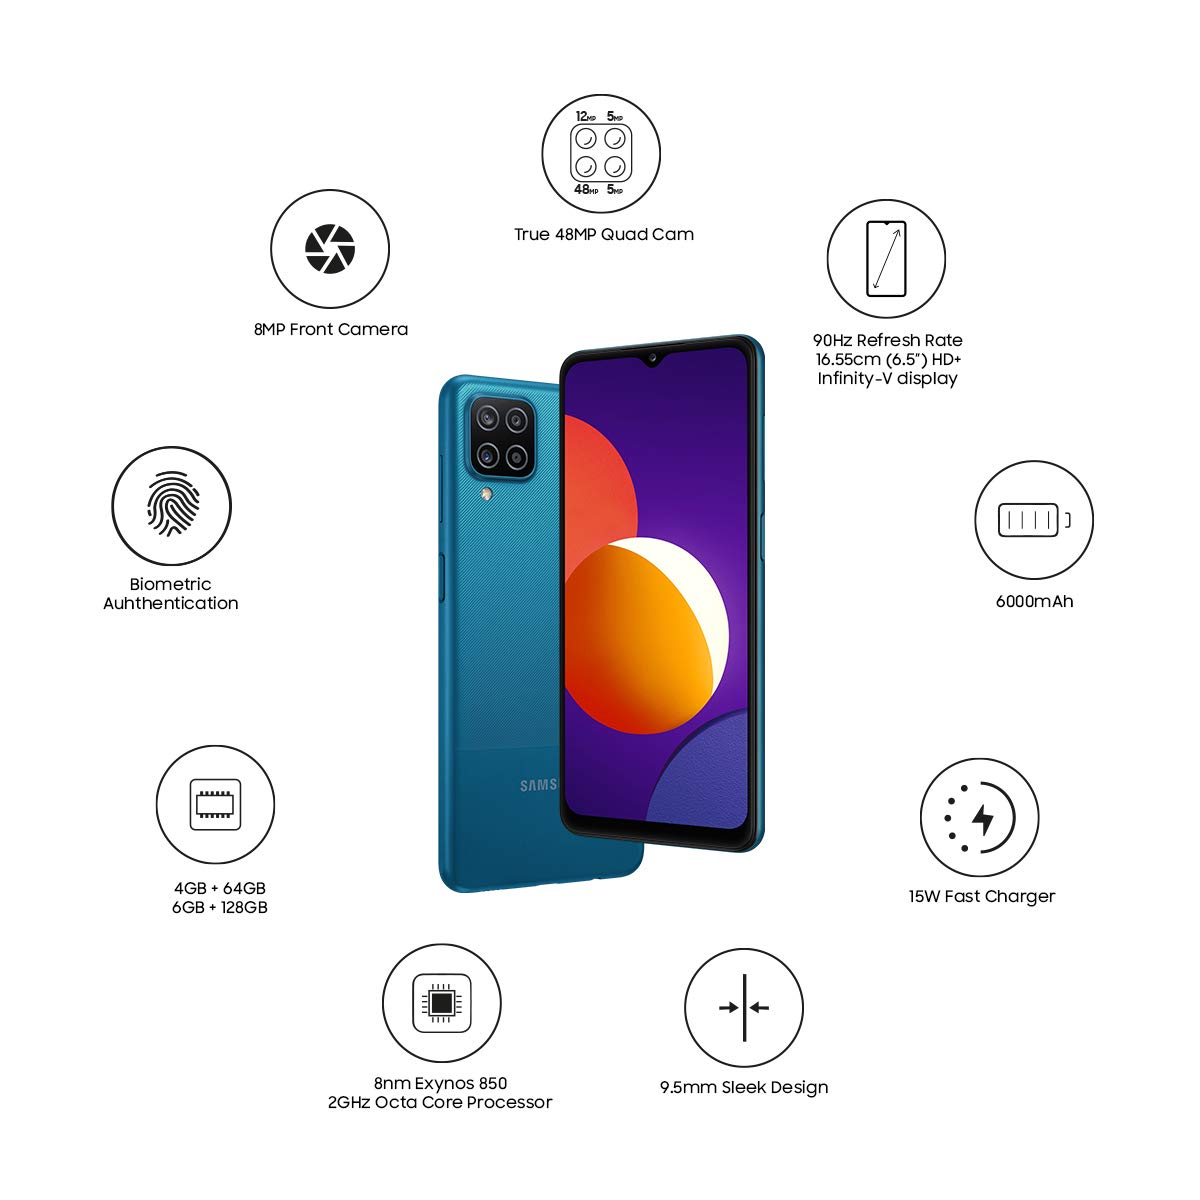 12MP 5MP
48MP 5MP
True 48MP Quad Cam
8MP Front Camera
90Hz Refresh Rate
16.55cm (6.5”) HD+
Infinity-V display
Biometric
Auhthentication
6000mAh
SAMS
4GB + 64GB
6GB + 128GB
15W Fast Charger
8nm Exynos 850
2GHz Octa Core Processor
9.5mm Sleek Design